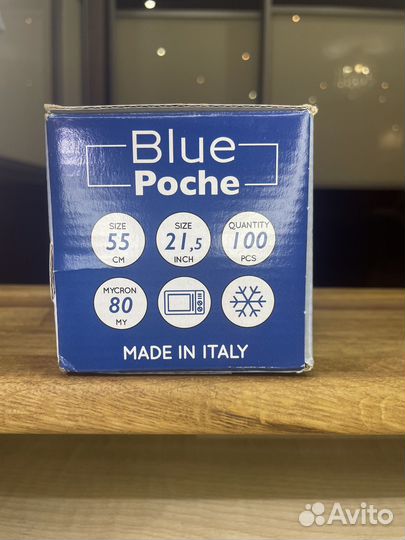 Blue
Poche
SIZE
55
CM
SIZE
21,5
INCH
QUANTITY
100
PCS
MYCRON
80
MY
MADE IN ITALY
Avito